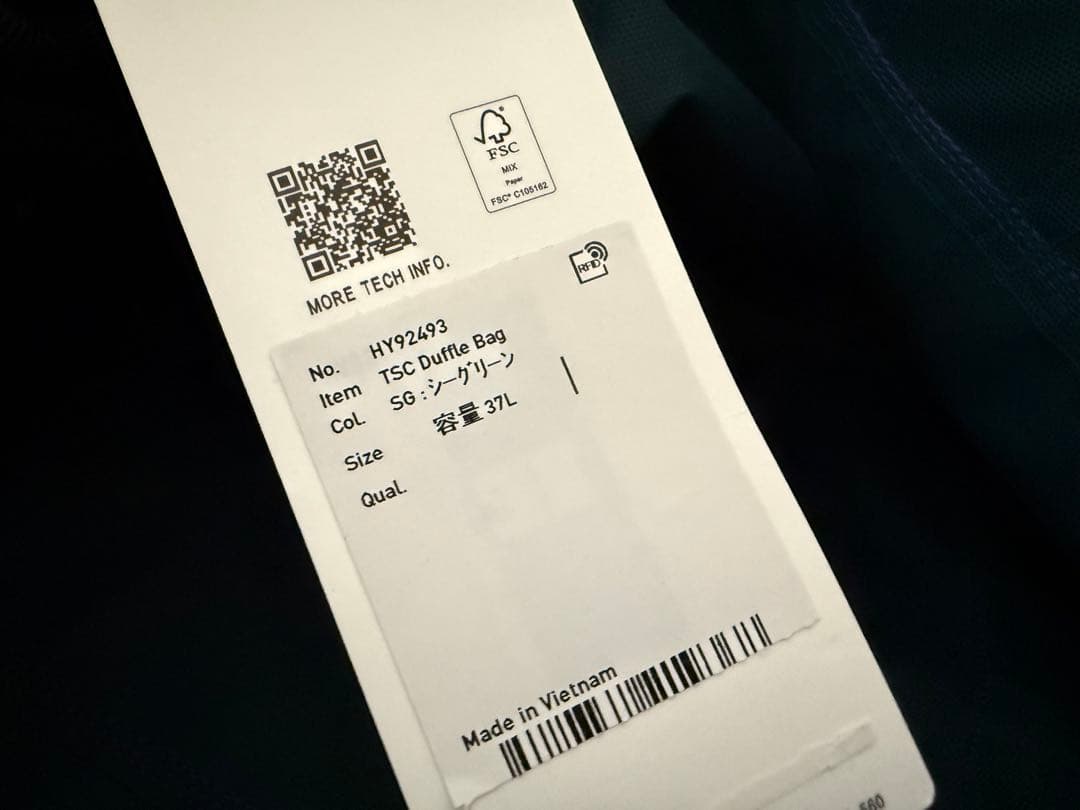 FSC®
MIX
Paper
FSC® C105162
MORE TECH INFO.
RFID
No. HY92493
Item TSC Duffle Bag
Col. SG : シーグリーン
Size 容量 37L
Qual.
Made in Vietnam
560